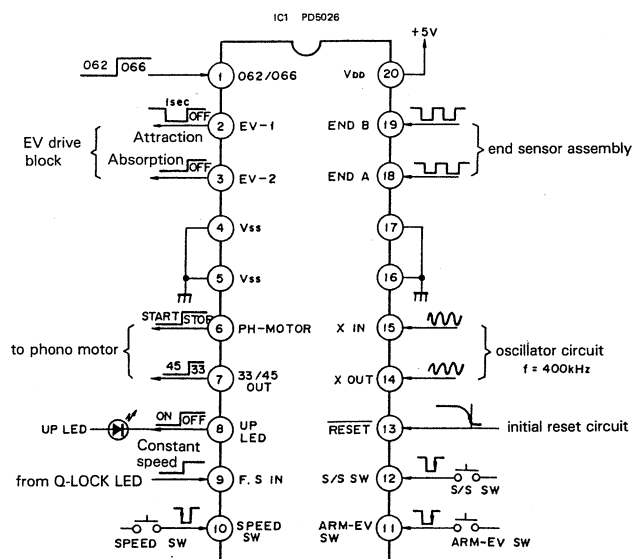 IC1 PD5026
+5V
062 066
1 062/066
VDD 20
1sec
OFF
2 EV-1
END B 19
EV drive
block
Attraction
Absorption
OFF
3 EV-2
END A 18
end sensor assembly
4 Vss
17
5 Vss
16
START STOP
6 PH-MOTOR
X IN 15
to phono motor
oscillator circuit
f = 400kHz
45 33
7 33/45
OUT
X OUT 14
UP LED
ON OFF
8 UP
LED
RESET 13
initial reset circuit
Constant
speed
from Q-LOCK LED
9 F.S IN
S/S SW 12
S/S SW
SPEED SW
10 SPEED
SW
ARM-EV
SW 11
ARM-EV SW